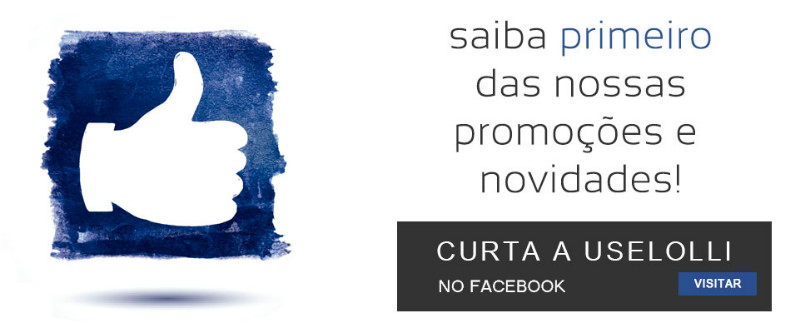 saiba primeiro
das nossas
promoções e
novidades!
CURTA A USELOLLI
NO FACEBOOK
VISITAR